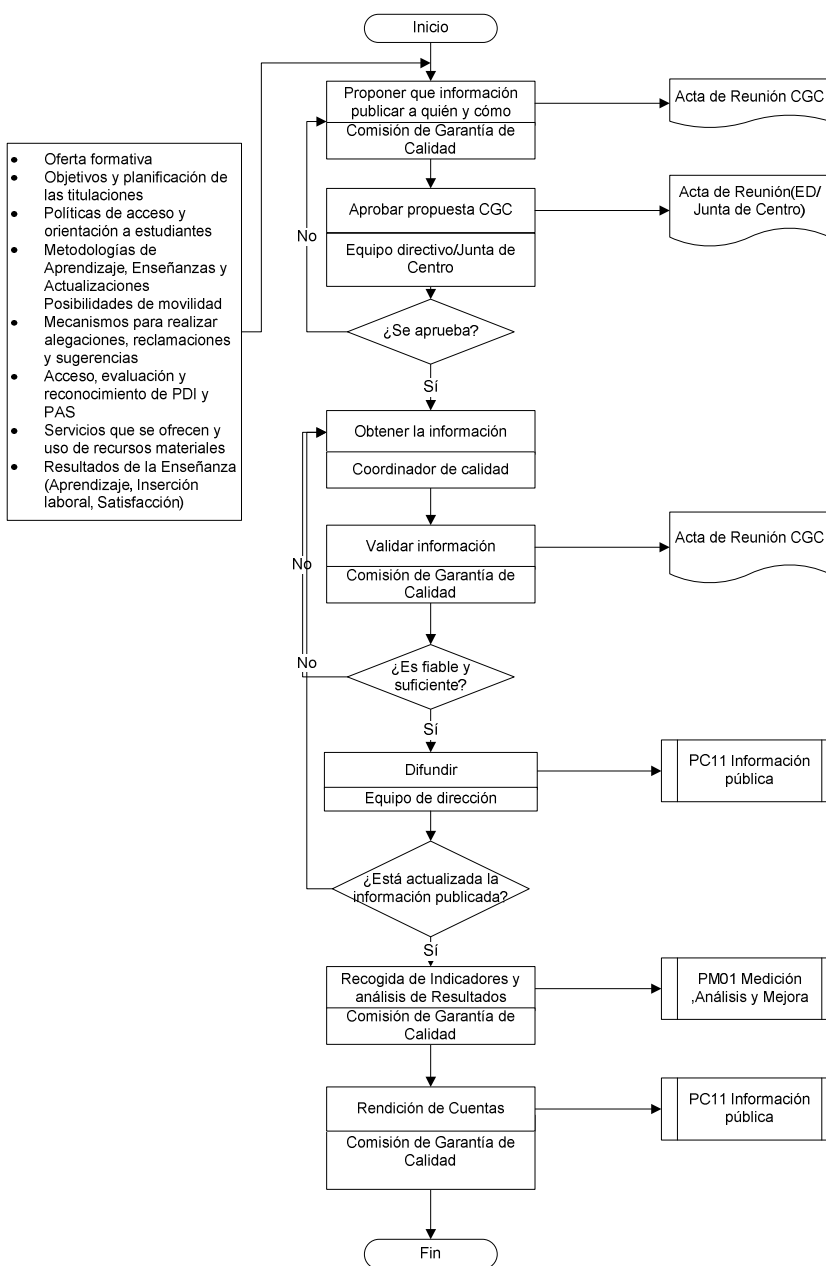 Inicio
Proponer que información
publicar a quién y cómo
Comisión de Garantía de
Calidad
Acta de Reunión CGC
● Oferta formativa
● Objetivos y planificación de
las titulaciones
● Políticas de acceso y
orientación a estudiantes
● Metodologías de
Aprendizaje, Enseñanzas y
Actualizaciones
Posibilidades de movilidad
● Mecanismos para realizar
alegaciones, reclamaciones
y sugerencias
● Acceso, evaluación y
reconocimiento de PDI y
PAS
● Servicios que se ofrecen y
uso de recursos materiales
● Resultados de la Enseñanza
(Aprendizaje, Inserción
laboral, Satisfacción)
Aprobar propuesta CGC
Equipo directivo/Junta de
Centro
Acta de Reunión(ED/
Junta de Centro)
No
¿Se aprueba?
Sí
Obtener la información
Coordinador de calidad
Validar información
Comisión de Garantía de
Calidad
Acta de Reunión CGC
No
¿Es fiable y
suficiente?
No
Sí
Difundir
Equipo de dirección
PC11 Información
pública
¿Está actualizada la
información publicada?
Sí
Recogida de Indicadores y
análisis de Resultados
Comisión de Garantía de
Calidad
PM01 Medición
,Análisis y Mejora
Rendición de Cuentas
Comisión de Garantía de
Calidad
PC11 Información
pública
Fin